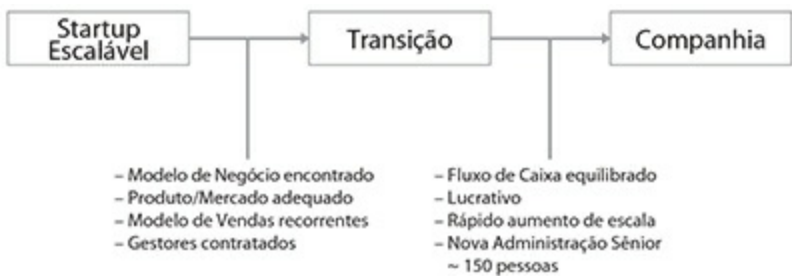 Startup
Escalável
Transição
Companhia
– Modelo de Negócio encontrado
– Produto/Mercado adequado
– Modelo de Vendas recorrentes
– Gestores contratados
– Fluxo de Caixa equilibrado
– Lucrativo
– Rápido aumento de escala
– Nova Administração Sênior
~ 150 pessoas